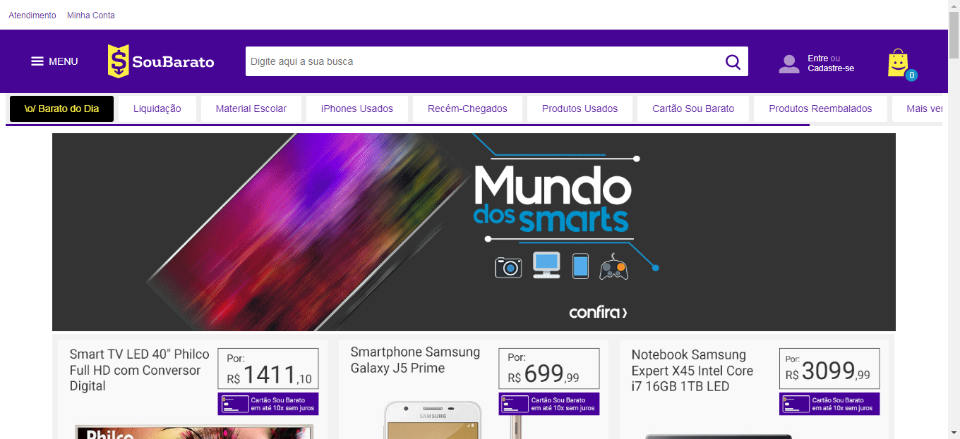 Atendimento Minha Conta
MENU
SouBarato
Digite aqui a sua busca
Entre ou
Cadastre-se
0
\o/ Barato do Dia
Liquidação
Material Escolar
iPhones Usados
Recém-Chegados
Produtos Usados
Cartão Sou Barato
Produtos Reembalados
Mais ver
Mundo
dos smarts
confira
Smart TV LED 40" Philco
Full HD com Conversor
Digital
Por:
R$ 1411,10
Cartão Sou Barato
em até 10x sem juros
Philco
Smartphone Samsung
Galaxy J5 Prime
Por:
R$ 699,99
Cartão Sou Barato
em até 10x sem juros
SAMSUNG
Notebook Samsung
Expert X45 Intel Core
i7 16GB 1TB LED
Por:
R$ 3099,99
Cartão Sou Barato
em até 10x sem juros